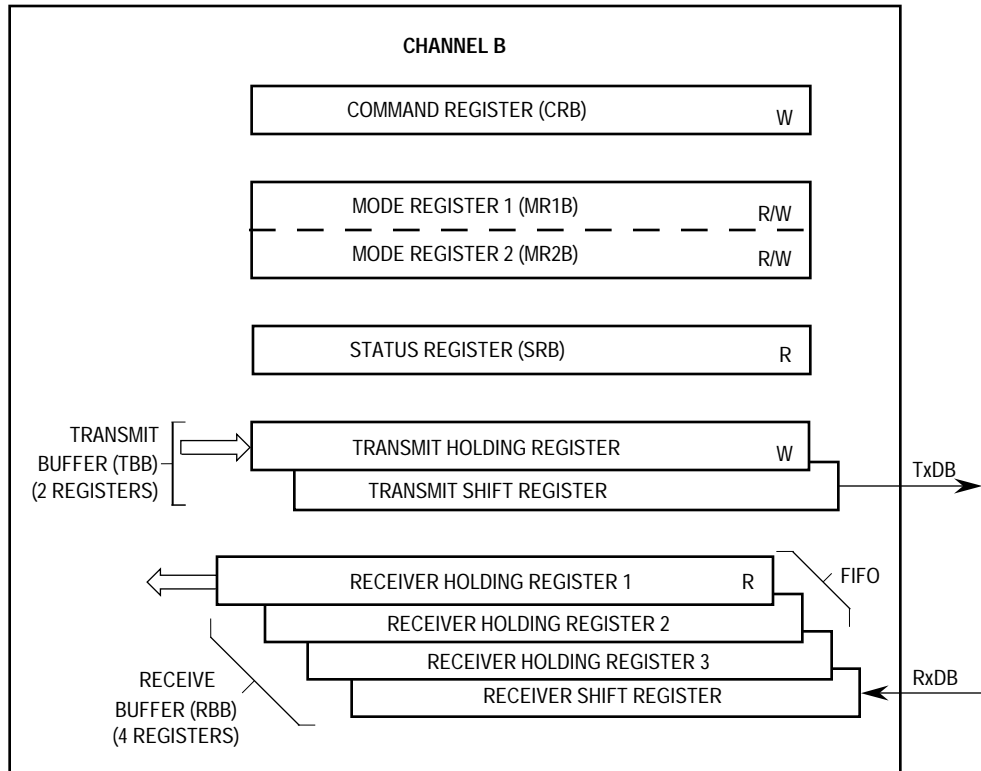 CHANNEL B
COMMAND REGISTER (CRB) W
MODE REGISTER 1 (MR1B) R/W
MODE REGISTER 2 (MR2B) R/W
STATUS REGISTER (SRB) R
TRANSMIT
BUFFER (TBB)
(2 REGISTERS)
TRANSMIT HOLDING REGISTER W
TRANSMIT SHIFT REGISTER
TxDB
RECEIVER HOLDING REGISTER 1 R
FIFO
RECEIVER HOLDING REGISTER 2
RECEIVER HOLDING REGISTER 3
RECEIVER SHIFT REGISTER
RxDB
RECEIVE
BUFFER (RBB)
(4 REGISTERS)